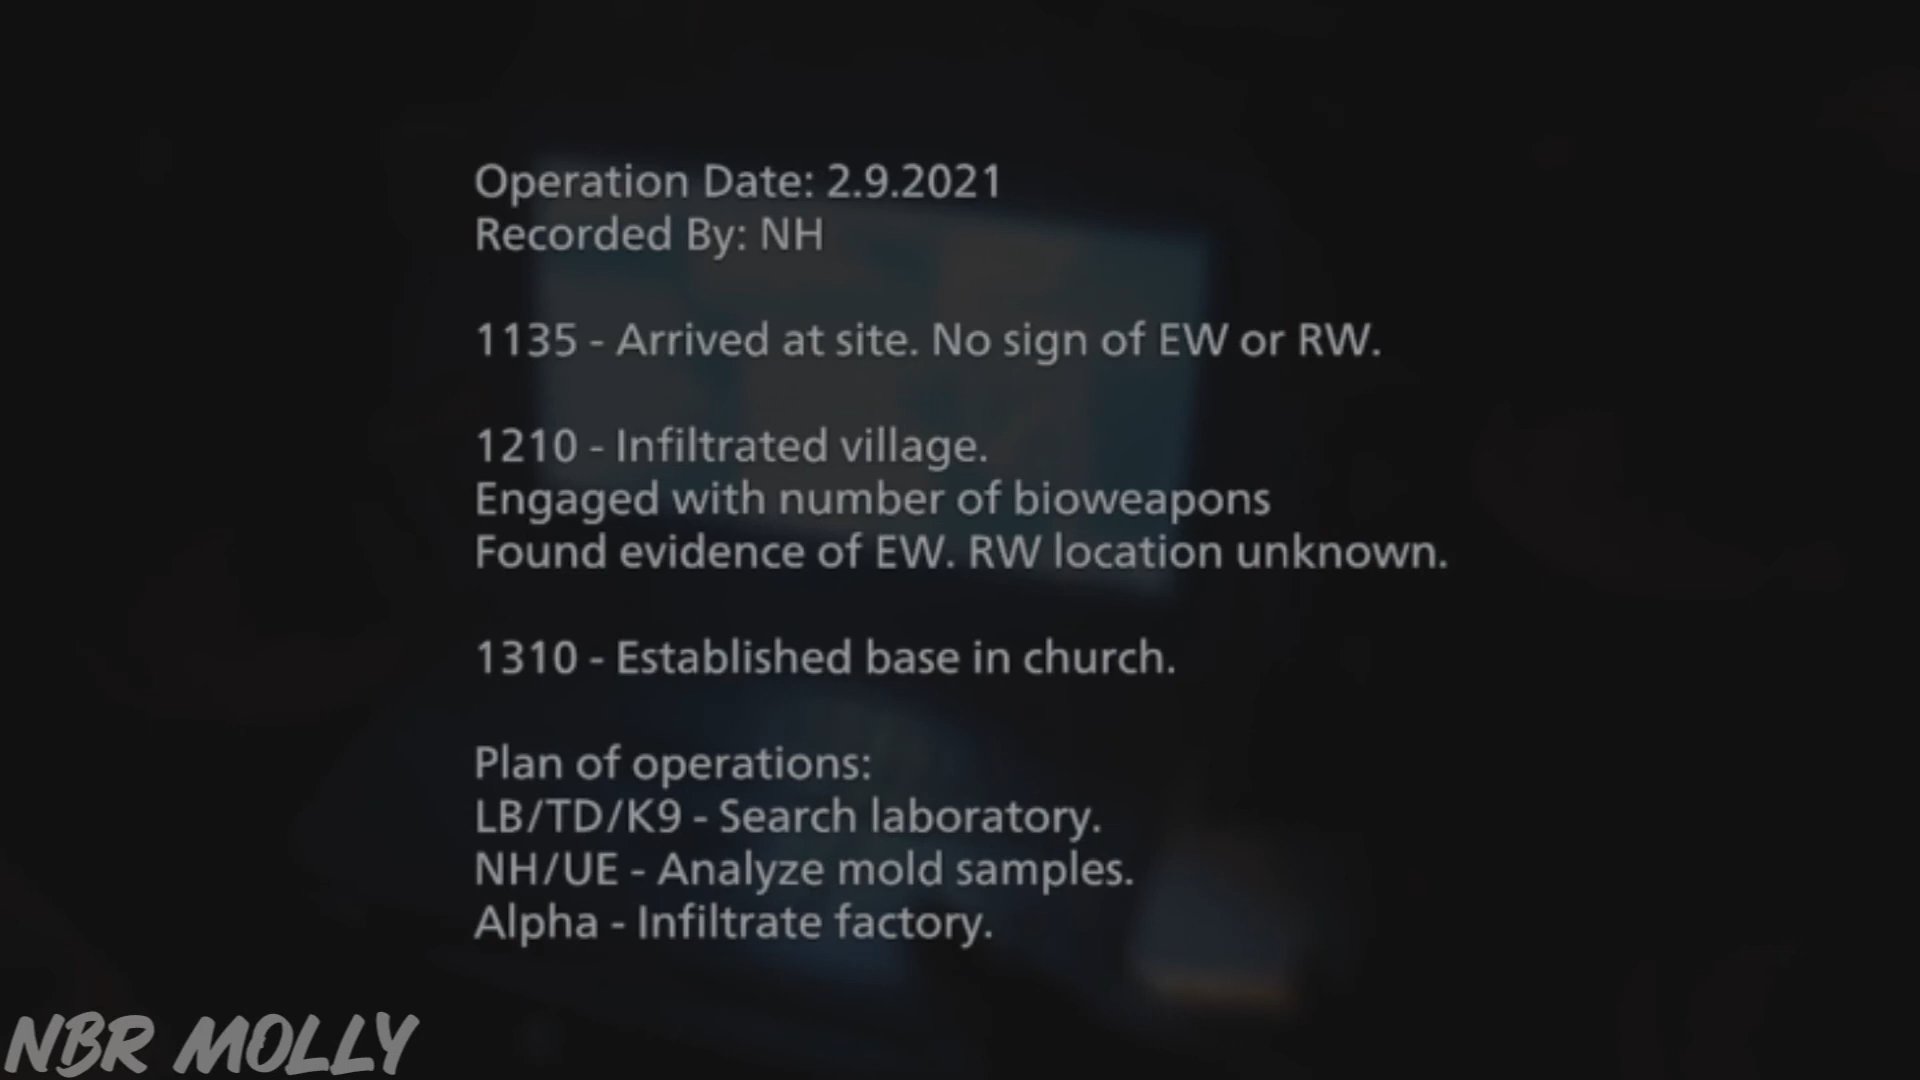 Operation Date: 2.9.2021
Recorded By: NH
1135 - Arrived at site. No sign of EW or RW.
1210 - Infiltrated village.
Engaged with number of bioweapons
Found evidence of EW. RW location unknown.
1310 - Established base in church.
Plan of operations:
LB/TD/K9 - Search laboratory.
NH/UE - Analyze mold samples.
Alpha - Infiltrate factory.
NBR MOLLY